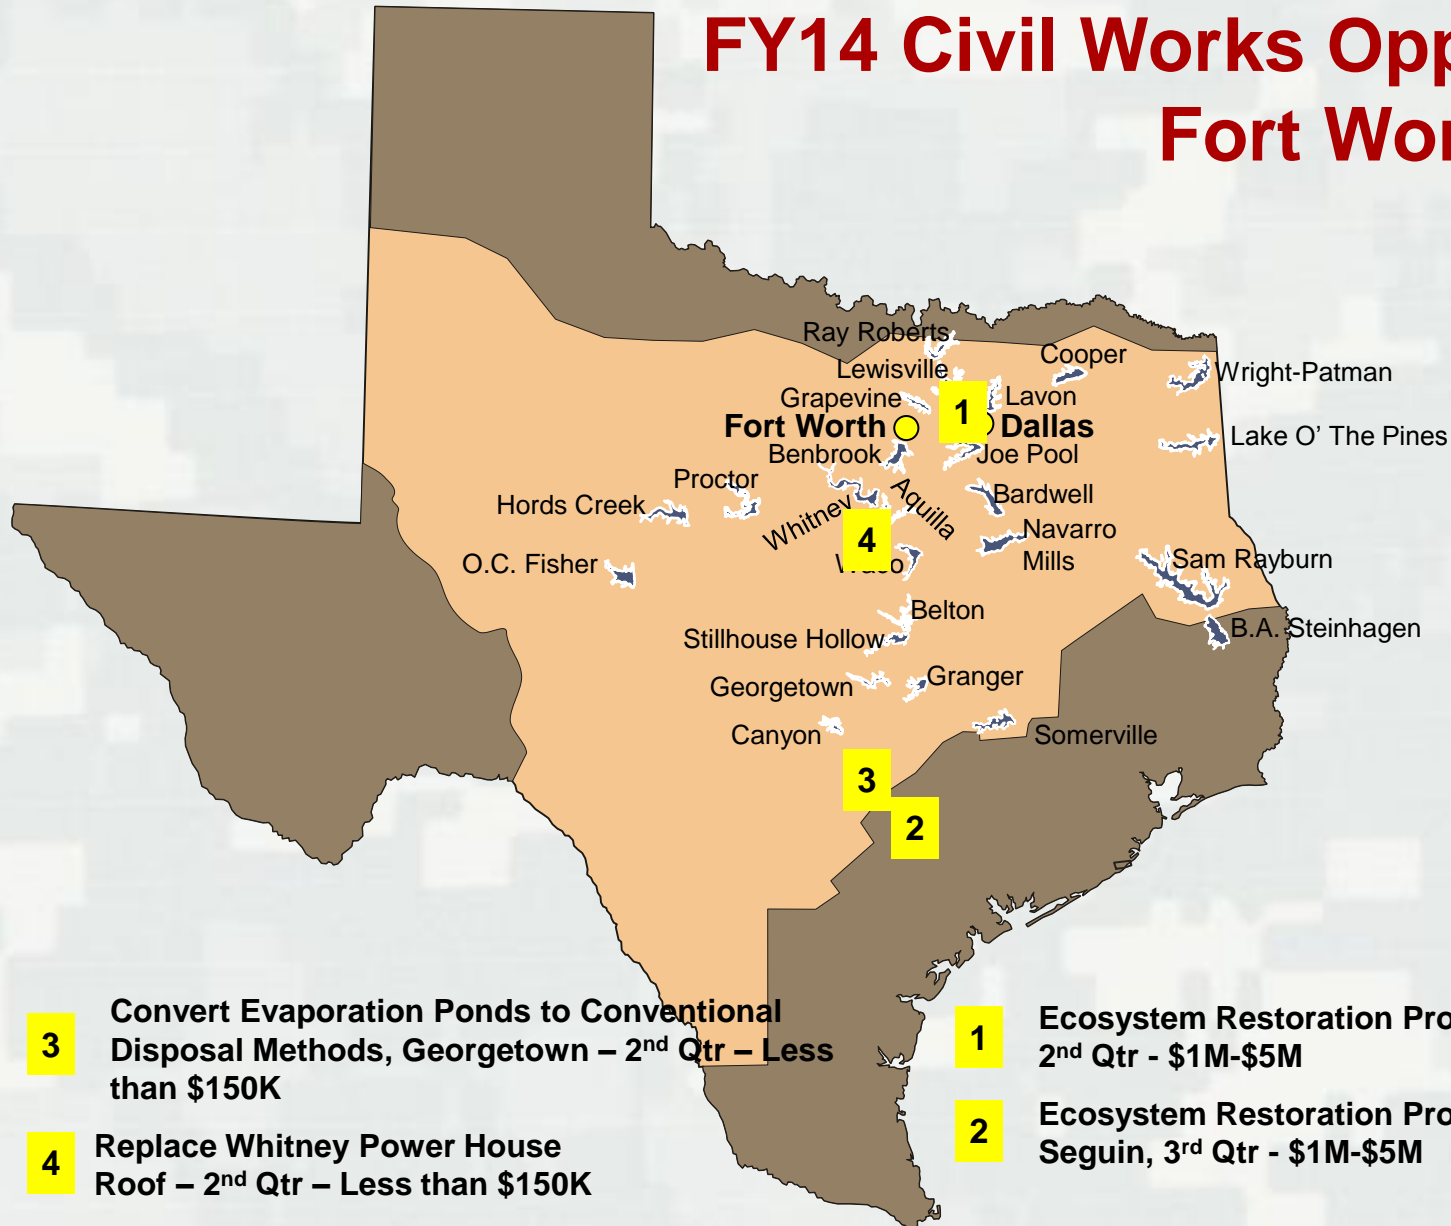 FY14 Civil Works Opp
Fort Wor
Ray Roberts
Cooper
Lewisville
Wright-Patman
Grapevine
1
Lavon
Fort Worth
Dallas
Lake O' The Pines
Benbrook
Joe Pool
Proctor
Hords Creek
Whitney
Aquilla
Bardwell
4
Navarro
Mills
O.C. Fisher
Waco
Sam Rayburn
Belton
B.A. Steinhagen
Stillhouse Hollow
Georgetown
Granger
Canyon
Somerville
3
2
3
Convert Evaporation Ponds to Conventional
Disposal Methods, Georgetown – 2nd Qtr – Less
than $150K
4
Replace Whitney Power House
Roof – 2nd Qtr – Less than $150K
1
Ecosystem Restoration Pro
2nd Qtr - $1M-$5M
2
Ecosystem Restoration Pro
Seguin, 3rd Qtr - $1M-$5M